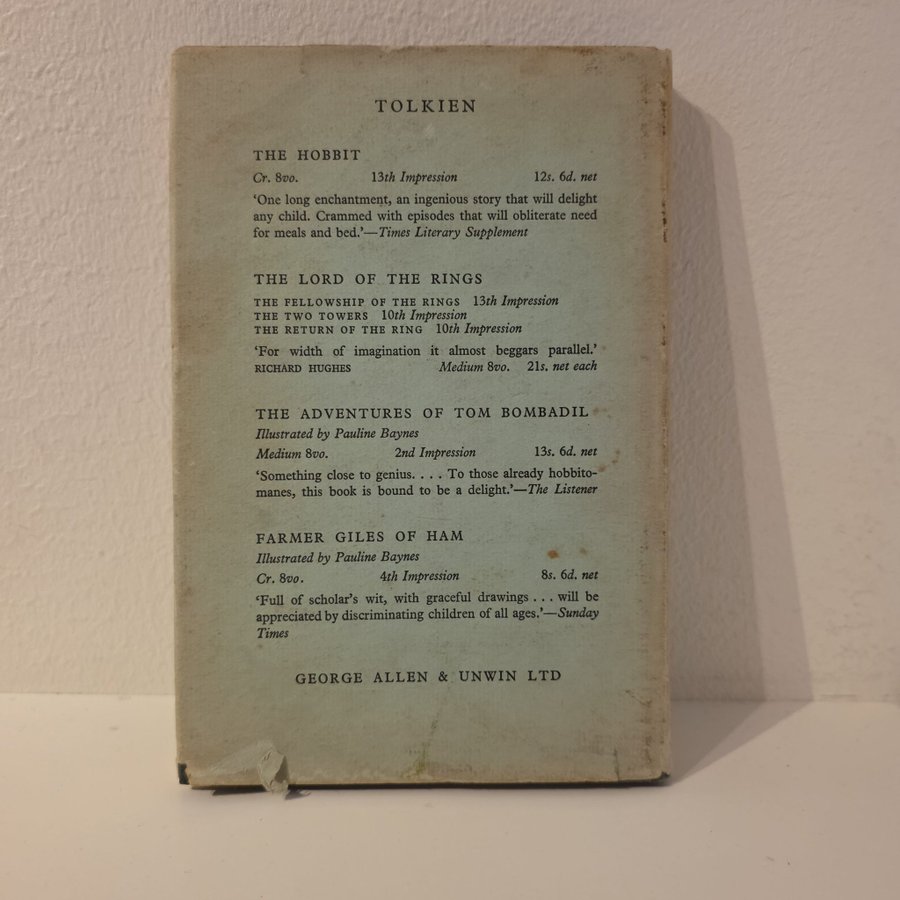 TOLKIEN
THE HOBBIT
Cr. 8vo. 13th Impression 12s. 6d. net
‘One long enchantment, an ingenious story that will delight
any child. Crammed with episodes that will obliterate need
for meals and bed.’—Times Literary Supplement
THE LORD OF THE RINGS
THE FELLOWSHIP OF THE RINGS 13th Impression
THE TWO TOWERS 10th Impression
THE RETURN OF THE RING 10th Impression
‘For width of imagination it almost beggars parallel.’
RICHARD HUGHES Medium 8vo. 21s. net each
THE ADVENTURES OF TOM BOMBADIL
Illustrated by Pauline Baynes
Medium 8vo. 2nd Impression 13s. 6d. net
‘Something close to genius. . . . To those already hobbito-
manes, this book is bound to be a delight.’—The Listener
FARMER GILES OF HAM
Illustrated by Pauline Baynes
Cr. 8vo. 4th Impression 8s. 6d. net
‘Full of scholar’s wit, with graceful drawings . . . will be
appreciated by discriminating children of all ages.’—Sunday
Times
GEORGE ALLEN & UNWIN LTD